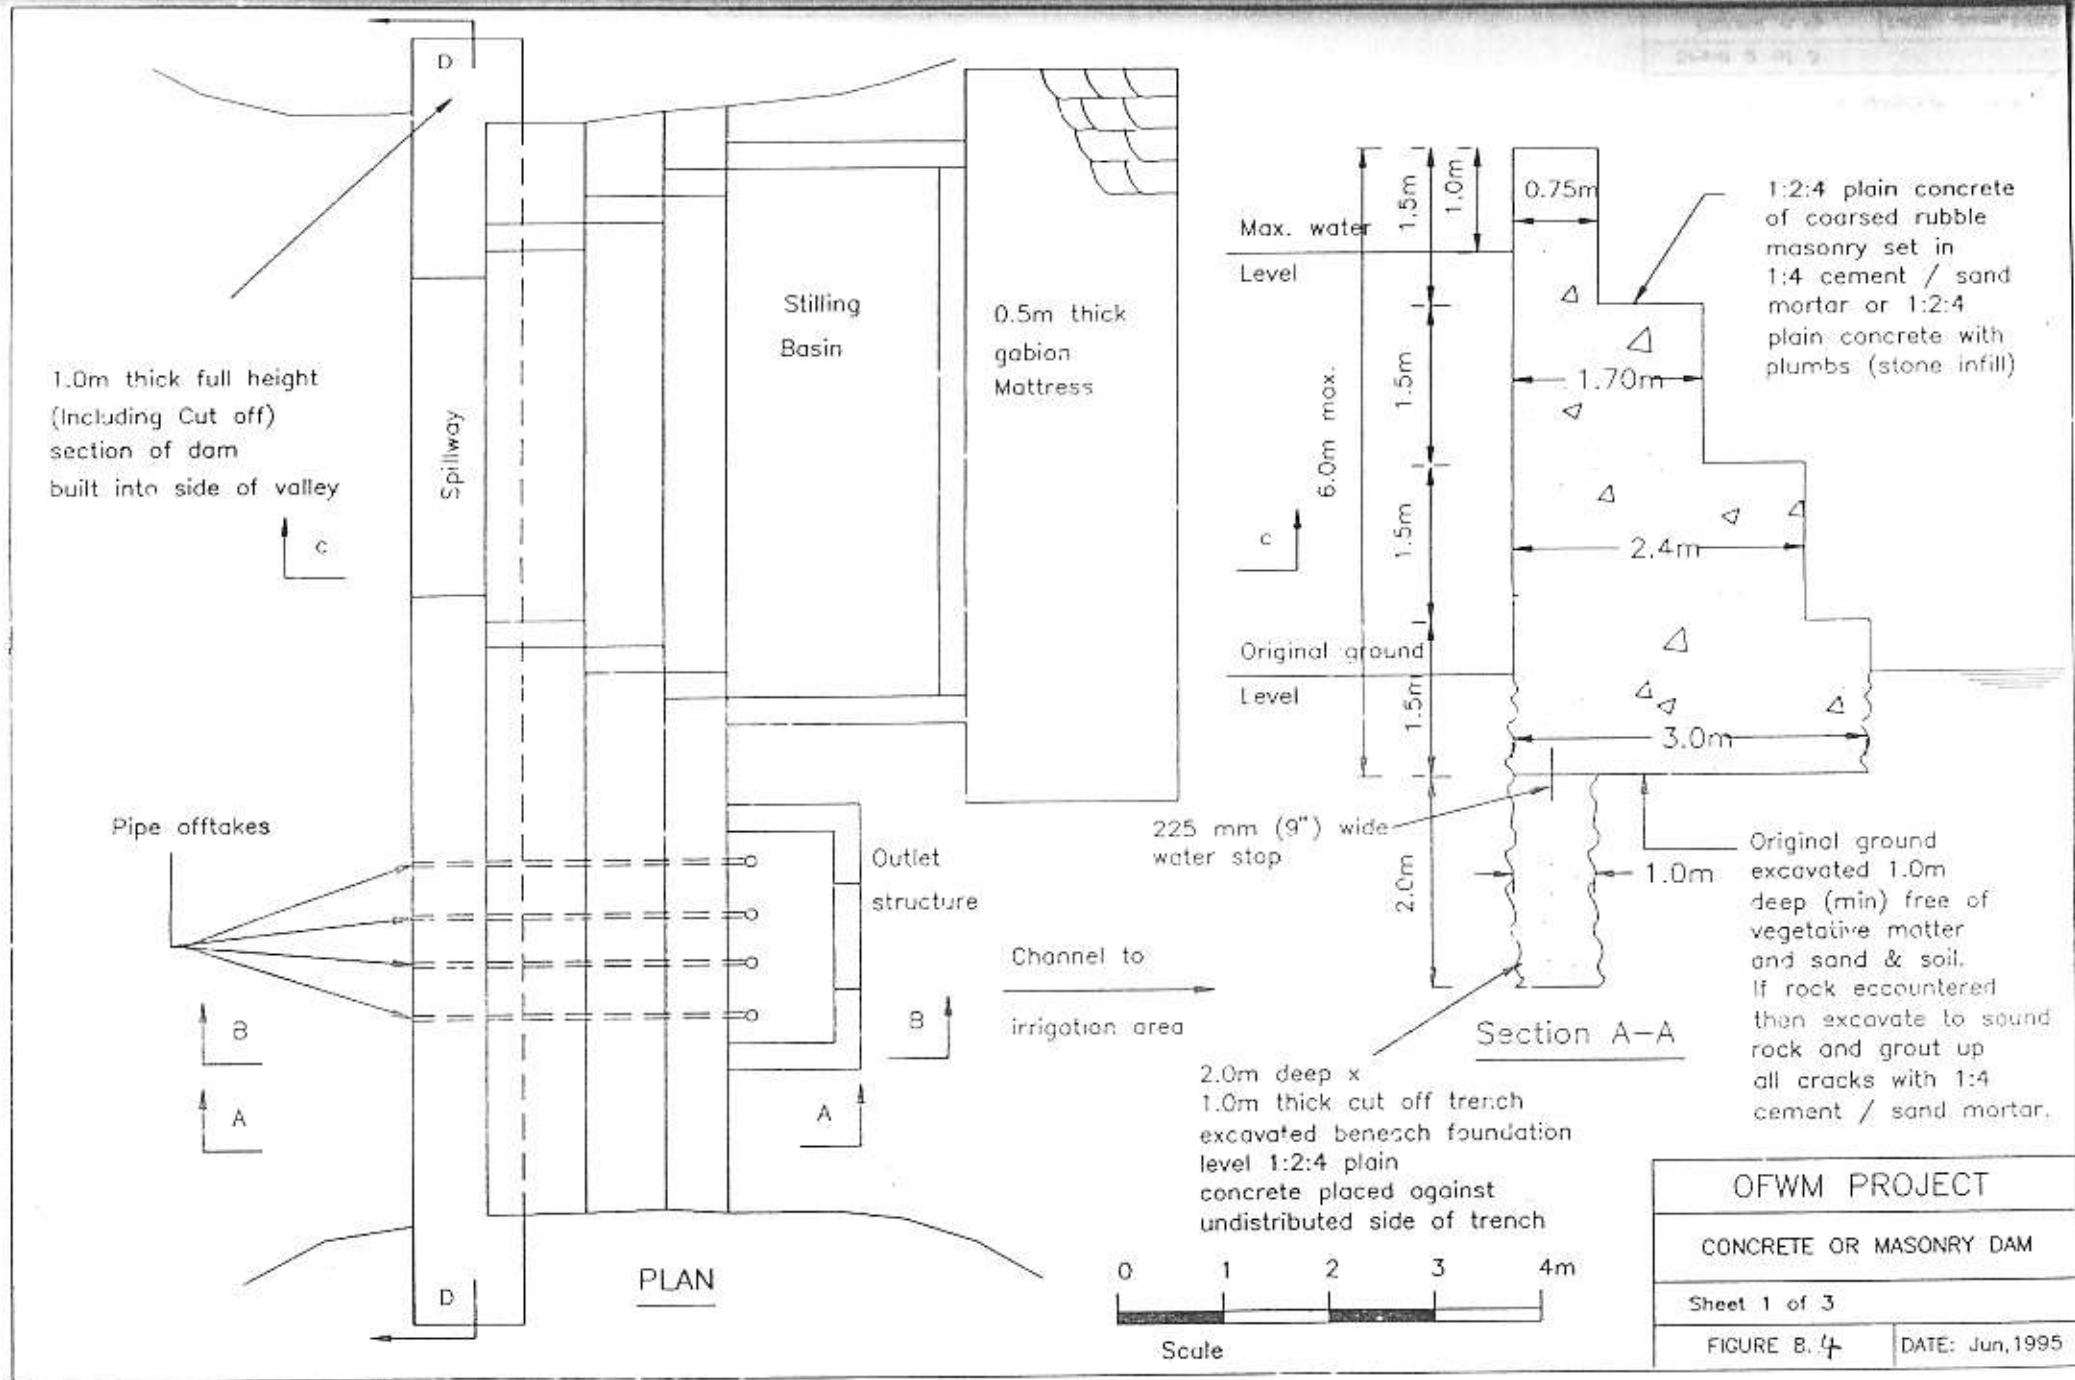 D
1.0m thick full height
(Including Cut off)
section of dam
built into side of valley
c
Spillway
Stilling
Basin
0.5m thick
gabion
Mattress
Pipe offtakes
Outlet
structure
Channel to
irrigation area
B
B
A
A
D
PLAN
Max. water
Level
1.5m
1.0m
0.75m
1:2:4 plain concrete
of coarsed rubble
masonry set in
1:4 cement / sand
mortar or 1:2:4
plain concrete with
plumbs (stone infill)
6.0m max.
1.5m
1.70m
c
1.5m
2.4m
Original ground
Level
1.5m
3.0m
225 mm (9") wide
water stop
2.0m
1.0m
Original ground
excavated 1.0m
deep (min) free of
vegetative matter
and sand & soil.
If rock eccountered
then excavate to sound
rock and grout up
all cracks with 1:4
cement / sand mortar.
Section A-A
2.0m deep x
1.0m thick cut off trench
excavated benesch foundation
level 1:2:4 plain
concrete placed against
undistributed side of trench
0 1 2 3 4m
Scale
OFWM PROJECT
CONCRETE OR MASONRY DAM
Sheet 1 of 3
FIGURE 8.4
DATE: Jun,1995